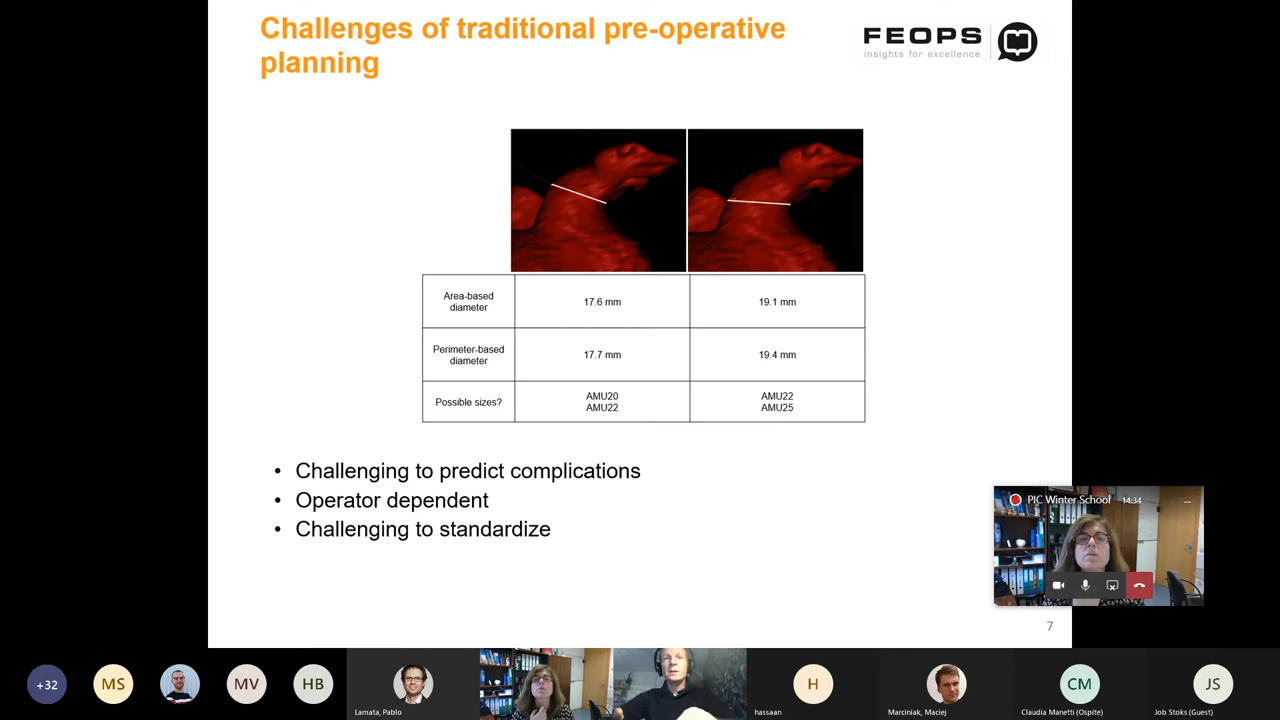 Challenges of traditional pre-operative
planning
FEOPS
insights for excellence
Area-based
diameter
17.6 mm
19.1 mm
Perimeter-based
diameter
17.7 mm
19.4 mm
Possible sizes?
AMU20
AMU22
AMU22
AMU25
• Challenging to predict complications
• Operator dependent
• Challenging to standardize
PIC Winter School 14:34
7
+32
MS
MV
HB
Lamata, Pablo
H
hassaan
Marciniak, Maciej
CM
Claudia Manetti (Ospite)
JS
Job Stoks (Guest)